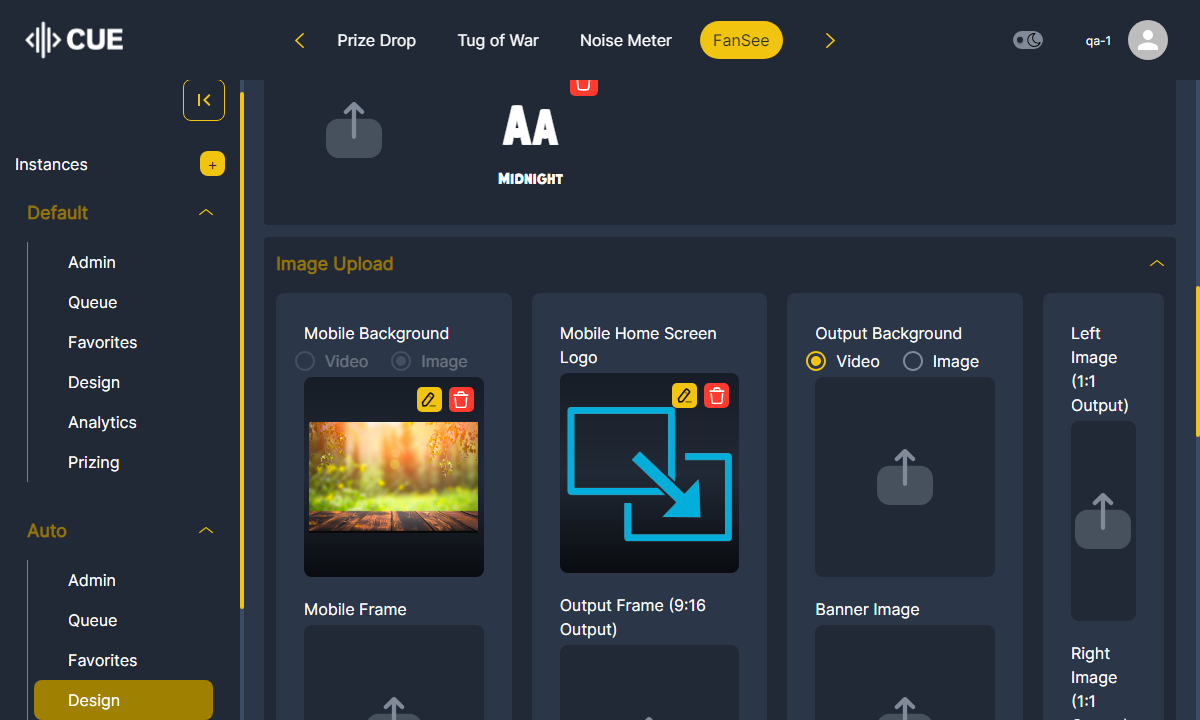 CUE
Prize Drop
Tug of War
Noise Meter
FanSee
qa-1
Instances
+
Default
Admin
Queue
Favorites
Design
Analytics
Prizing
Auto
Admin
Queue
Favorites
Design
AA
Midnight
Image Upload
Mobile Background
Video
Image
Mobile Frame
Mobile Home Screen
Logo
Output Frame (9:16
Output)
Output Background
Video
Image
Banner Image
Left
Image
(1:1
Output)
Right
Image
(1:1